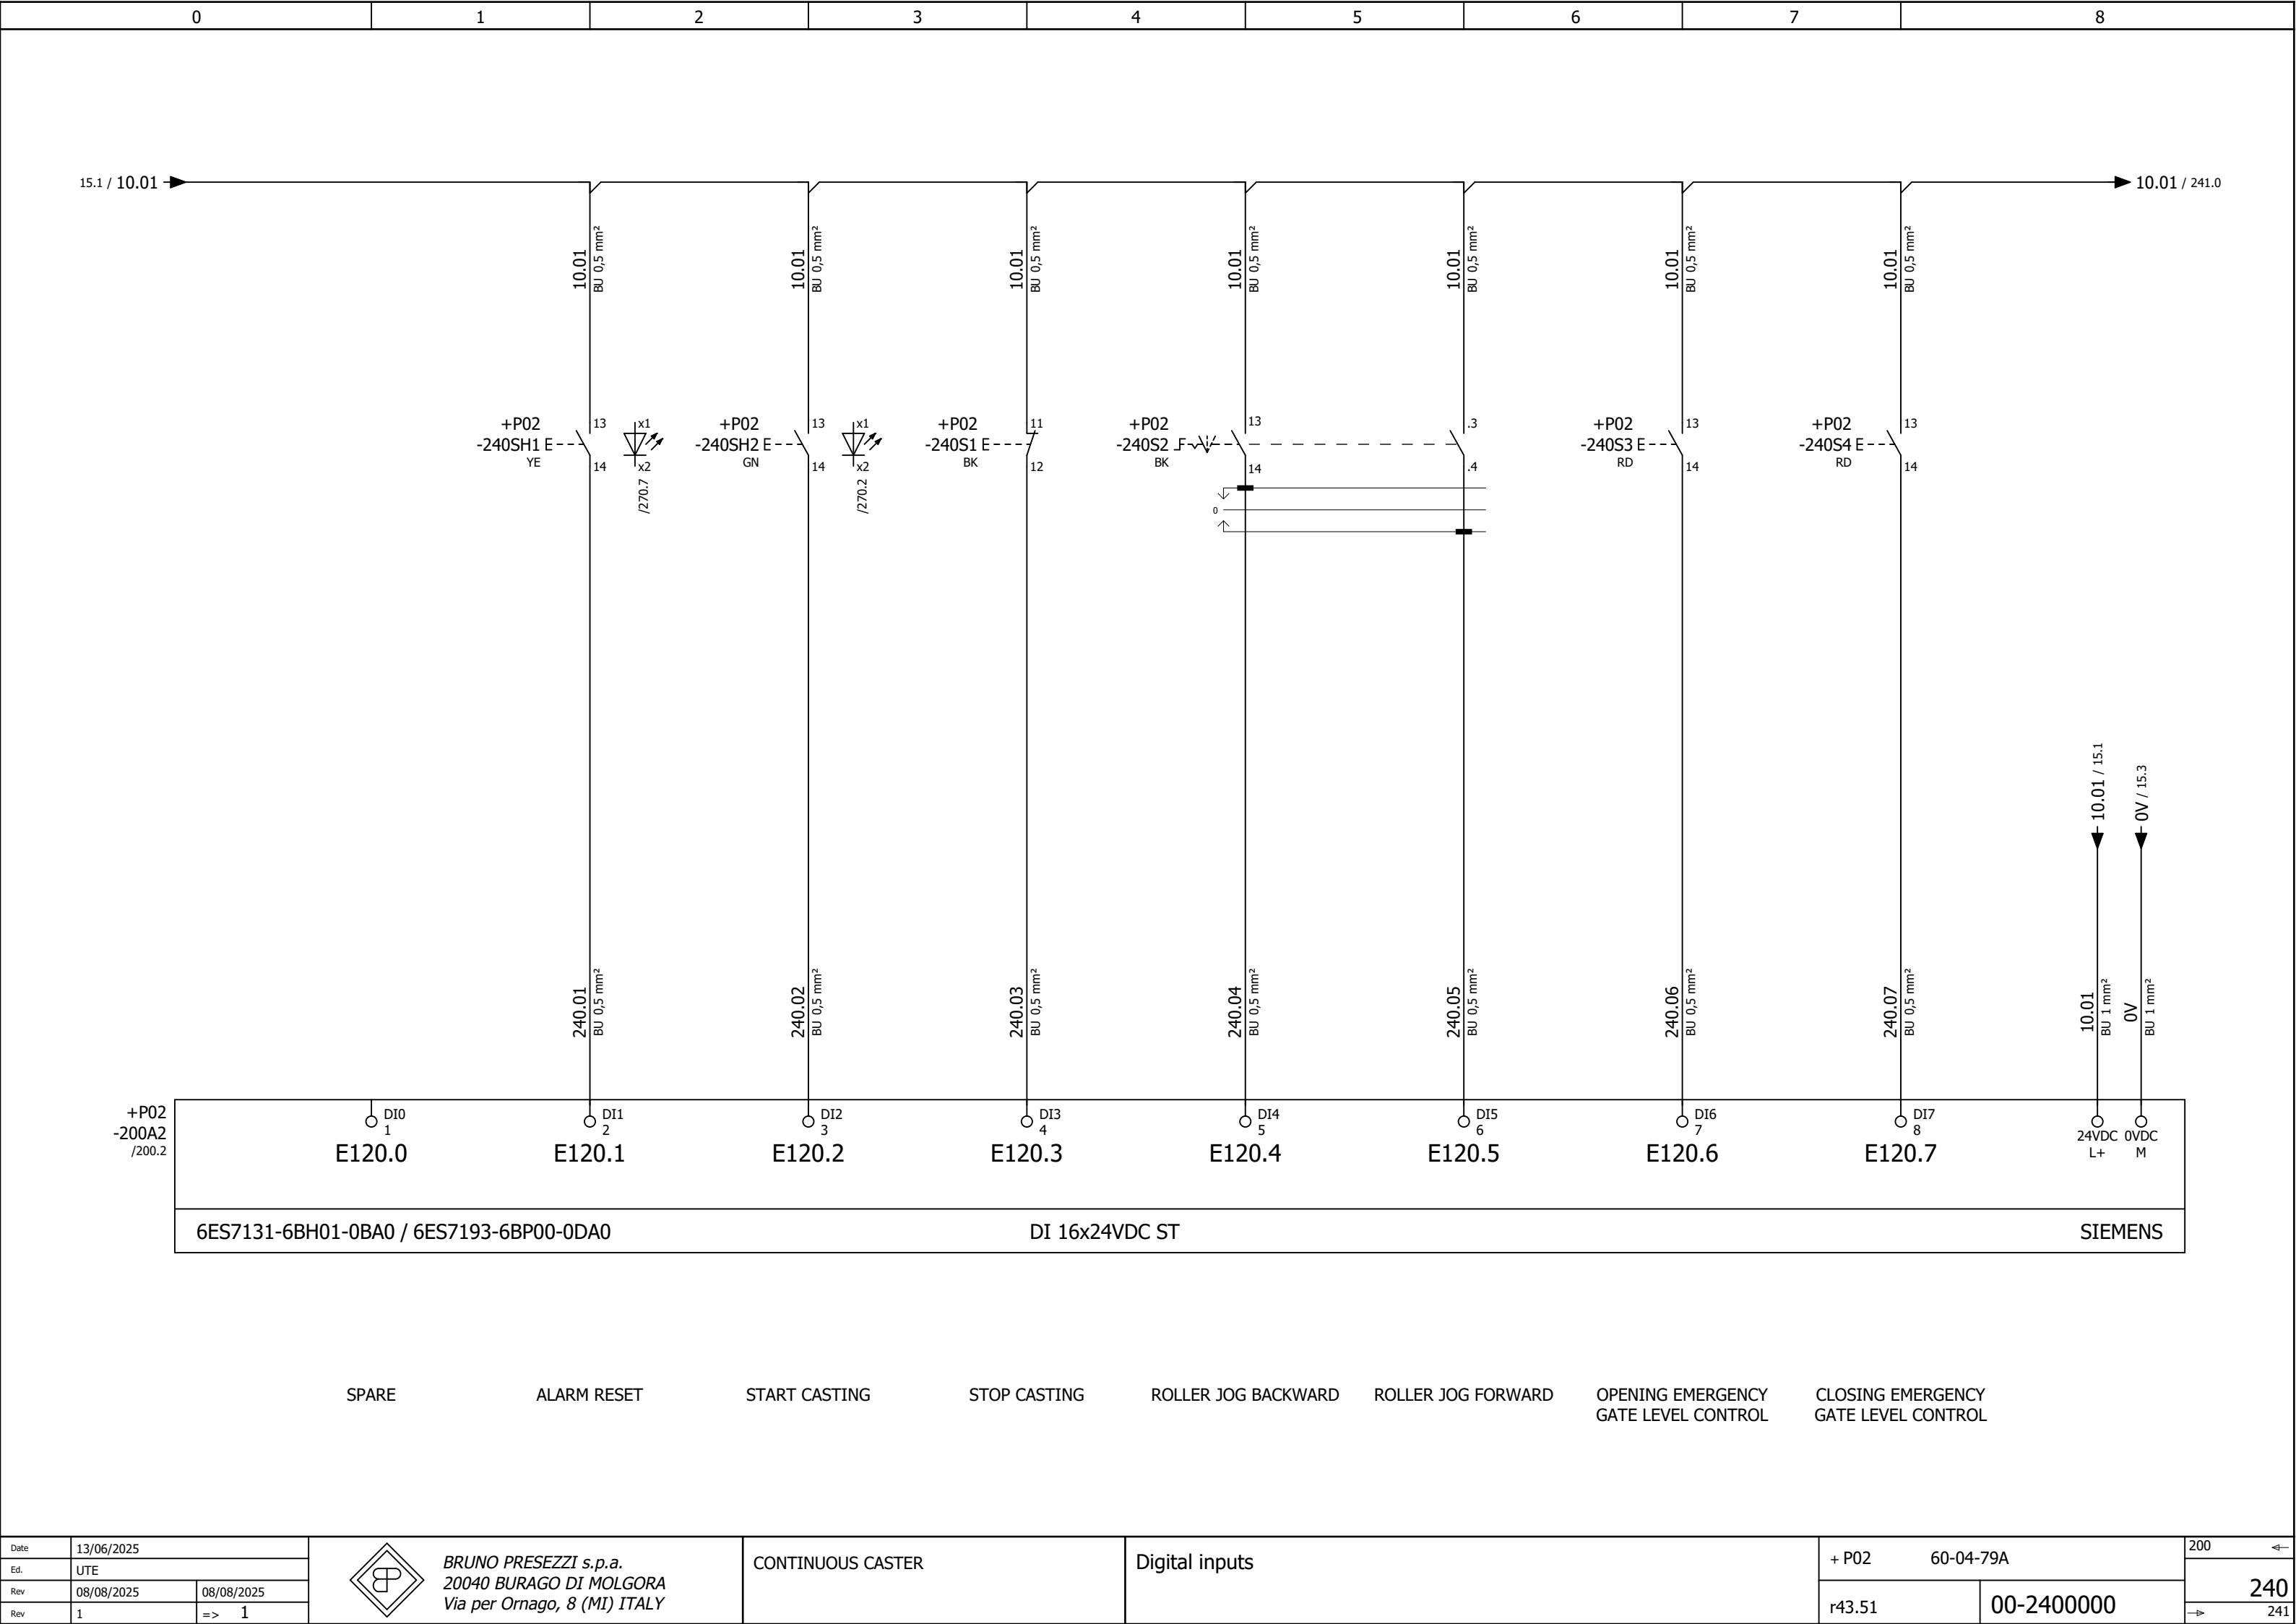 0 1 2 3 4 5 6 7 8
15.1 / 10.01
10.01 / 241.0
10.01 BU 0,5 mm²
10.01 BU 0,5 mm²
10.01 BU 0,5 mm²
10.01 BU 0,5 mm²
10.01 BU 0,5 mm²
10.01 BU 0,5 mm²
10.01 BU 0,5 mm²
+P02
-240SH1 E
YE
13
14
x1
x2
/270.7
+P02
-240SH2 E
GN
13
14
x1
x2
/270.2
+P02
-240S1 E
BK
11
12
+P02
-240S2
BK
13
14
0
.3
.4
+P02
-240S3 E
RD
13
14
+P02
-240S4 E
RD
13
14
10.01 / 15.1
0V / 15.3
240.01 BU 0,5 mm²
240.02 BU 0,5 mm²
240.03 BU 0,5 mm²
240.04 BU 0,5 mm²
240.05 BU 0,5 mm²
240.06 BU 0,5 mm²
240.07 BU 0,5 mm²
10.01 BU 1 mm²
0V BU 1 mm²
+P02
-200A2
/200.2
DI0
1
E120.0
DI1
2
E120.1
DI2
3
E120.2
DI3
4
E120.3
DI4
5
E120.4
DI5
6
E120.5
DI6
7
E120.6
DI7
8
E120.7
24VDC
L+
0VDC
M
6ES7131-6BH01-0BA0 / 6ES7193-6BP00-0DA0
DI 16x24VDC ST
SIEMENS
SPARE
ALARM RESET
START CASTING
STOP CASTING
ROLLER JOG BACKWARD
ROLLER JOG FORWARD
OPENING EMERGENCY
GATE LEVEL CONTROL
CLOSING EMERGENCY
GATE LEVEL CONTROL
Date 13/06/2025
Ed. UTE
Rev 08/08/2025 08/08/2025
Rev 1 => 1
BRUNO PRESEZZI s.p.a.
20040 BURAGO DI MOLGORA
Via per Ornago, 8 (MI) ITALY
CONTINUOUS CASTER
Digital inputs
+ P02 60-04-79A
r43.51 00-2400000
200
240
241